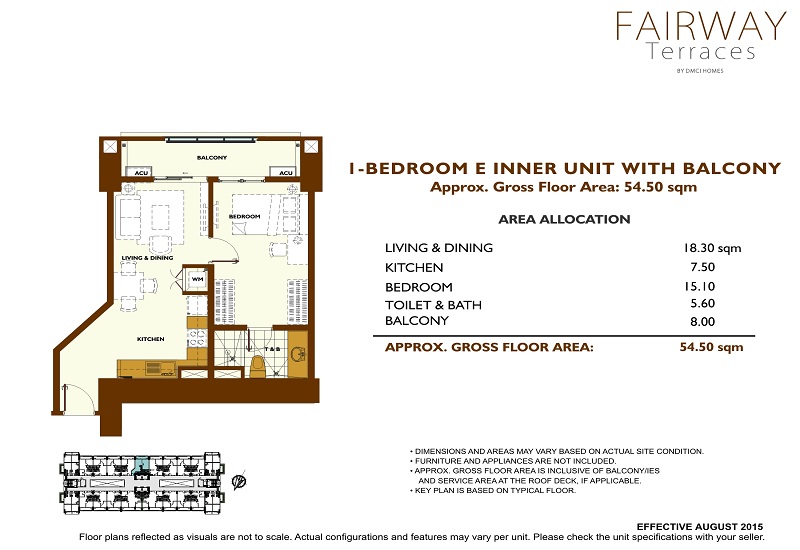 FAIRWAY
Terraces
BY DMCI HOMES
BALCONY
ACU
ACU
BEDROOM
LIVING & DINING
WM
KITCHEN
T & B
1-BEDROOM E INNER UNIT WITH BALCONY
Approx. Gross Floor Area: 54.50 sqm
AREA ALLOCATION
LIVING & DINING 18.30 sqm
KITCHEN 7.50
BEDROOM 15.10
TOILET & BATH 5.60
BALCONY 8.00
APPROX. GROSS FLOOR AREA: 54.50 sqm
• DIMENSIONS AND AREAS MAY VARY BASED ON ACTUAL SITE CONDITION.
• FURNITURE AND APPLIANCES ARE NOT INCLUDED.
• APPROX. GROSS FLOOR AREA IS INCLUSIVE OF BALCONY/IES
AND SERVICE AREA AT THE ROOF DECK, IF APPLICABLE.
• KEY PLAN IS BASED ON TYPICAL FLOOR.
EFFECTIVE AUGUST 2015
Floor plans reflected as visuals are not to scale. Actual configurations and features may vary per unit. Please check the unit specifications with your seller.